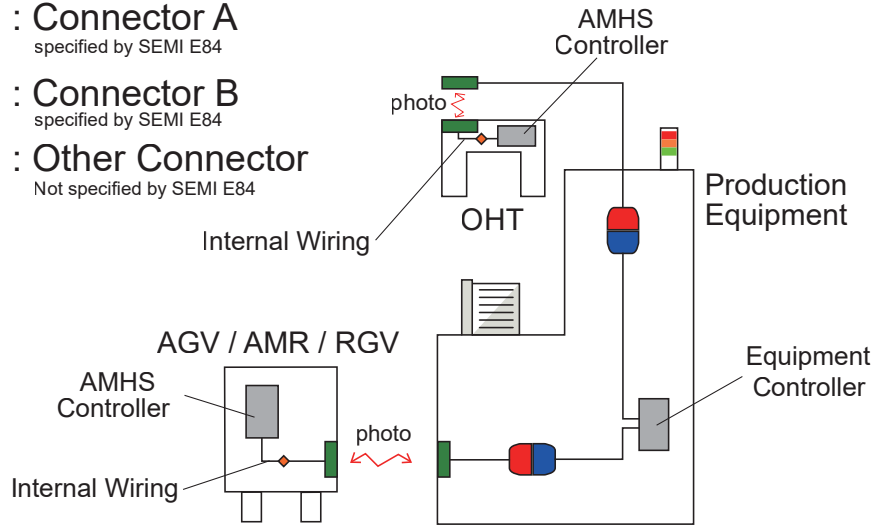 : Connector A
specified by SEMI E84
: Connector B
specified by SEMI E84
: Other Connector
Not specified by SEMI E84
AMHS
Controller
photo
OHT
Internal Wiring
Production
Equipment
AGV / AMR / RGV
AMHS
Controller
photo
Internal Wiring
Equipment
Controller